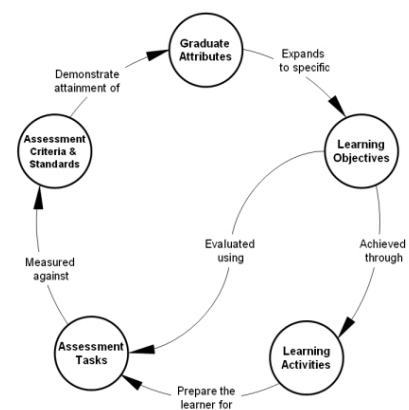 Graduate
Attributes
Expands
to specific
Demonstrate
attainment of
Assessment
Criteria &
Standards
Learning
Objectives
Evaluated
using
Achieved
through
Measured
against
Assessment
Tasks
Learning
Activities
Prepare the
learner for